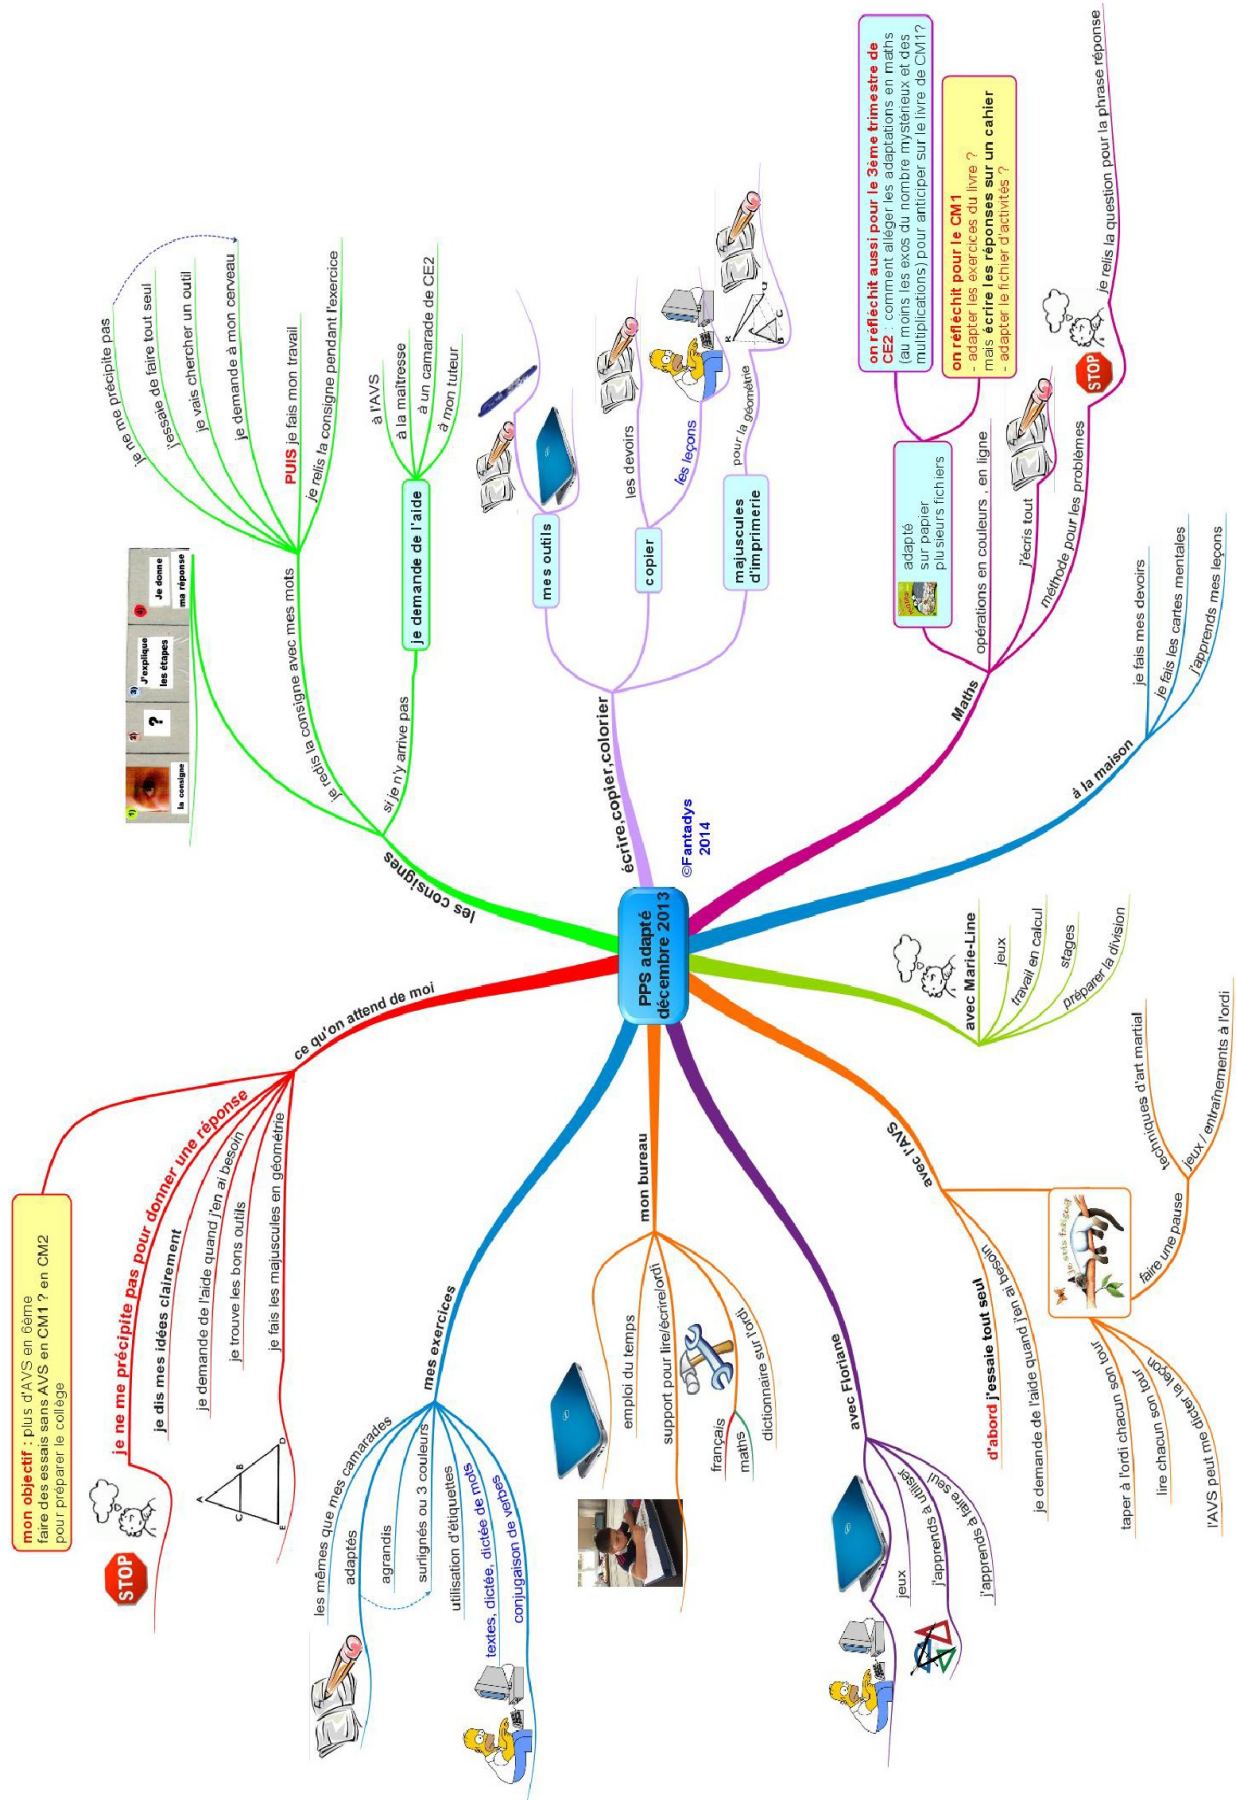 PPS adapté
décembre 2013
©Fantadys
2014
les consignes
1)
la consigne
2)
?
3)
J'explique
les étapes
4)
Je donne
ma réponse
je redis la consigne avec mes mots
je ne me précipite pas
j'essaie de faire tout seul
je vais chercher un outil
je demande à mon cerveau
PUIS je fais mon travail
je relis la consigne pendant l'exercice
si je n'y arrive pas
je demande de l'aide
à l'AVS
à la maîtresse
à un camarade de CE2
à mon tuteur
écrire,copier,colorier
mes outils
copier
les devoirs
les leçons
majuscules
d'imprimerie
pour la géométrie
Maths
adapté
sur papier
plusieurs fichiers
on réfléchit aussi pour le 3ème trimestre de
CE2 : comment alléger les adaptations en maths
(au moins les exos du nombre mystérieux et des
multiplications) pour anticiper sur le livre de CM1?
on réfléchit pour le CM1
- adapter les exercices du livre ?
mais écrire les réponses sur un cahier
- adapter le fichier d'activités ?
opérations en couleurs , en ligne
j'écris tout
méthode pour les problèmes
STOP
je relis la question pour la phrase réponse
à la maison
je fais mes devoirs
je fais les cartes mentales
j'apprends mes leçons
avec Marie-Line
jeux
travail en calcul
stages
préparer la division
avec l'AVS
d'abord j'essaie tout seul
je demande de l'aide quand j'en ai besoin
je suis fatigué
faire une pause
techniques d'art martial
jeux / entraînements à l'ordi
taper à l'ordi chacun son tour
lire chacun son tour
l'AVS peut me dicter la leçon
avec Floriane
jeux
j'apprends à utiliser
j'apprends à faire seul
mon bureau
emploi du temps
support pour lire/écrire/ordi
français
maths
dictionnaire sur l'ordi
mes exercices
les mêmes que mes camarades
adaptés
agrandis
surlignés ou 3 couleurs
utilisation d'étiquettes
textes, dictée, dictée de mots
conjugaison de verbes
ce qu'on attend de moi
mon objectif : plus d'AVS en 6ème
faire des essais sans AVS en CM1 ? en CM2
pour préparer le collège
STOP
je ne me précipite pas pour donner une réponse
je dis mes idées clairement
je demande de l'aide quand j'en ai besoin
je trouve les bons outils
je fais les majuscules en géométrie
A
C
B
E
D